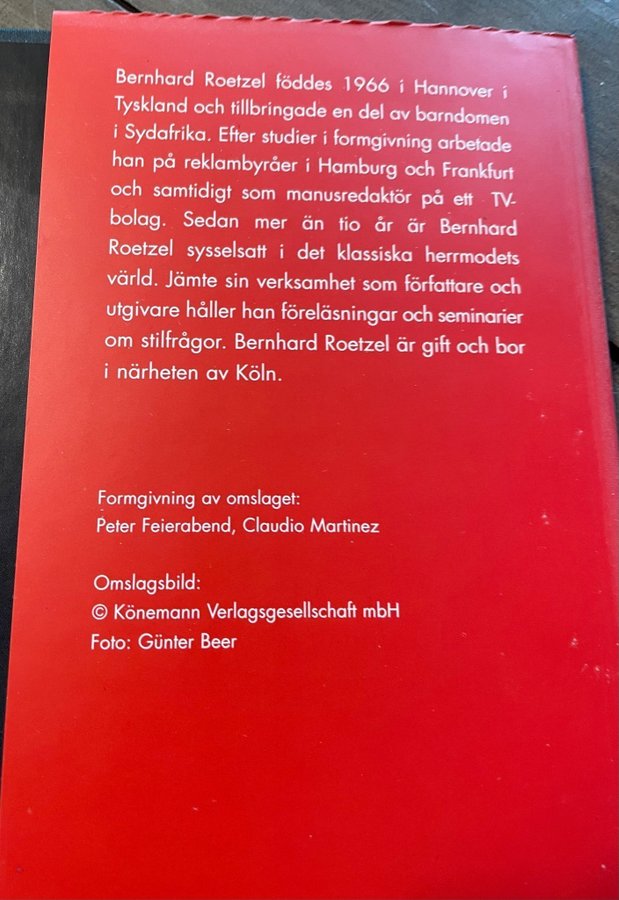 Bernhard Roetzel föddes 1966 i Hannover i
Tyskland och tillbringade en del av barndomen
i Sydafrika. Efter studier i formgivning arbetade
han på reklambyråer i Hamburg och Frankfurt
och samtidigt som manusredaktör på ett TV-
bolag. Sedan mer än tio år är Bernhard
Roetzel sysselsatt i det klassiska herrmodets
värld. Jämte sin verksamhet som författare och
utgivare håller han föreläsningar och seminarier
om stilfrågor. Bernhard Roetzel är gift och bor
i närheten av Köln.
Formgivning av omslaget:
Peter Feierabend, Claudio Martinez
Omslagsbild:
© Könemann Verlagsgesellschaft mbH
Foto: Günter Beer